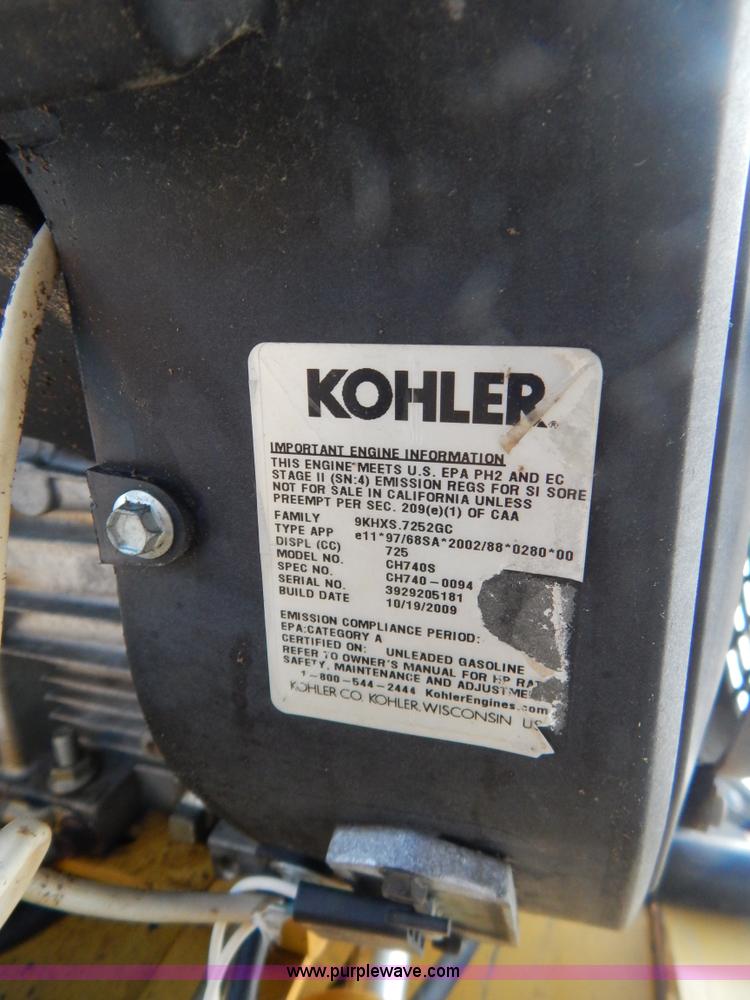 KOHLER®
IMPORTANT ENGINE INFORMATION
THIS ENGINE MEETS U.S. EPA PH2 AND EC
STAGE II (SN:4) EMISSION REGS FOR SI SORE
NOT FOR SALE IN CALIFORNIA UNLESS
PREEMPT PER SEC. 209(e)(1) OF CAA
FAMILY 9KHXS.7252GC
TYPE APP e11*97/68SA*2002/88*0280*00
DISPL (CC) 725
MODEL NO. CH740S
SPEC NO. CH740-0094
SERIAL NO. 3929205181
BUILD DATE 10/19/2009
EMISSION COMPLIANCE PERIOD:
EPA:CATEGORY A
CERTIFIED ON: UNLEADED GASOLINE
REFER TO OWNER'S MANUAL FOR HP RA
SAFETY, MAINTENANCE AND ADJUSTME
1-800-544-2444 KohlerEngines.com
KOHLER CO. KOHLER, WISCONSIN US
www.purplewave.com